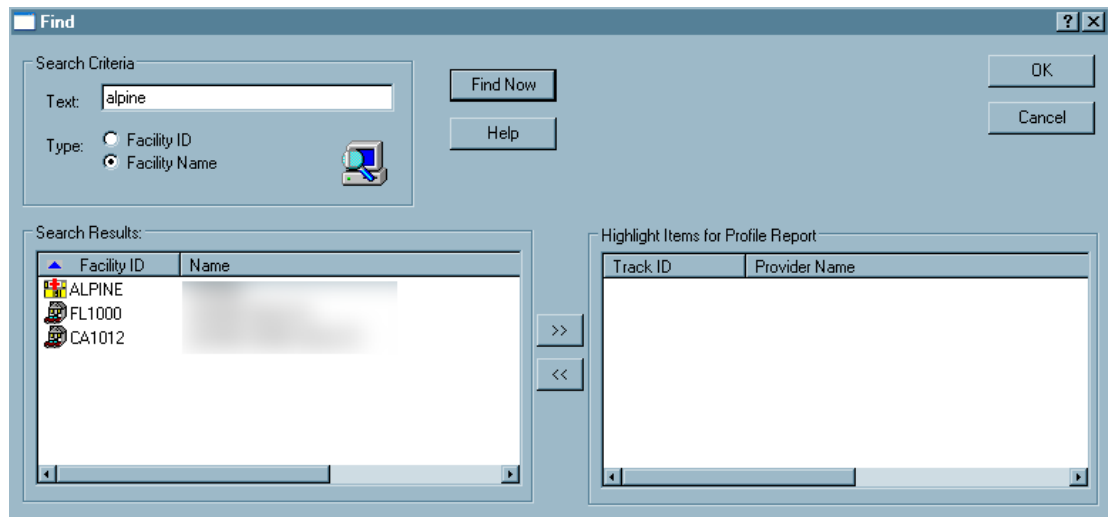 Find
Search Criteria
Text: alpine
Type: Facility ID
Facility Name
Find Now
Help
OK
Cancel
Search Results:
Facility ID Name
ALPINE
FL1000
CA1012
>>
<<
Highlight Items for Profile Report
Track ID Provider Name